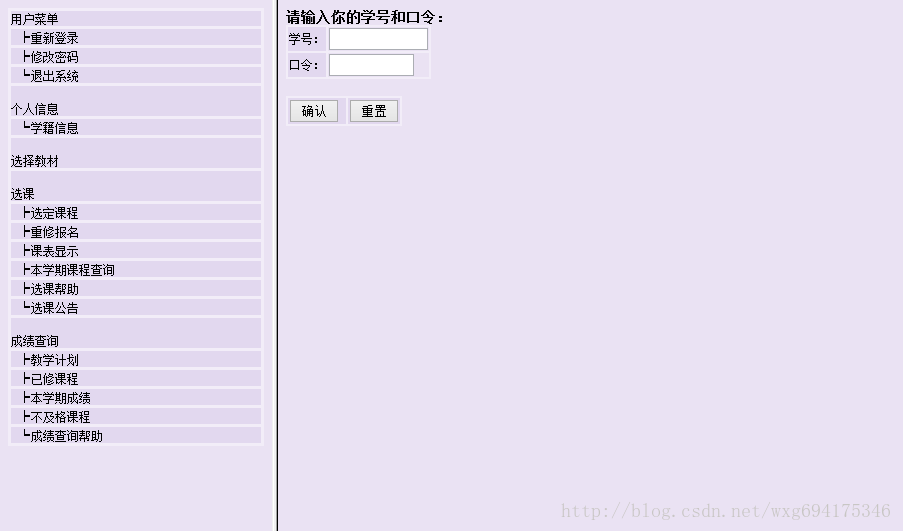 用户菜单
┝重新登录
┝修改密码
┕退出系统
个人信息
┕学籍信息
选择教材
选课
┝选定课程
┝重修报名
┝课表显示
┝本学期课程查询
┝选课帮助
┕选课公告
成绩查询
┝教学计划
┝已修课程
┝本学期成绩
┝不及格课程
┕成绩查询帮助
请输入你的学号和口令：
学号：
口令：
确认 重置
http://blog.csdn.net/wxg694175346